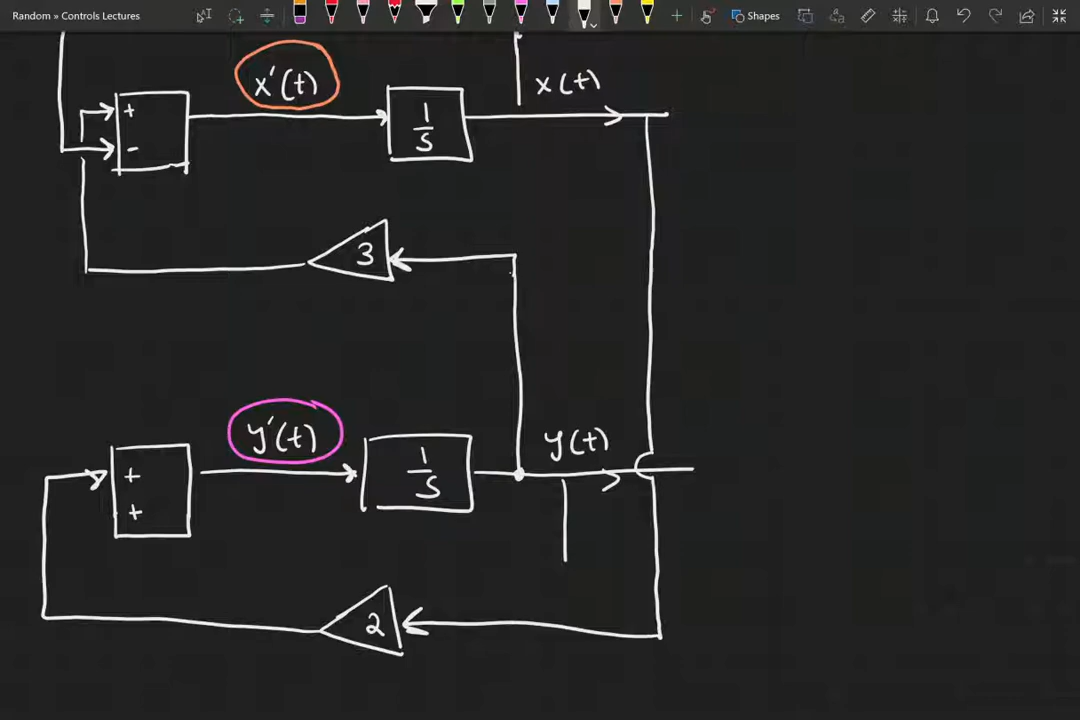 Random » Controls Lectures
Shapes
x'(t)
x(t)
+
-
1/s
3
y'(t)
y(t)
+
+
1/s
2